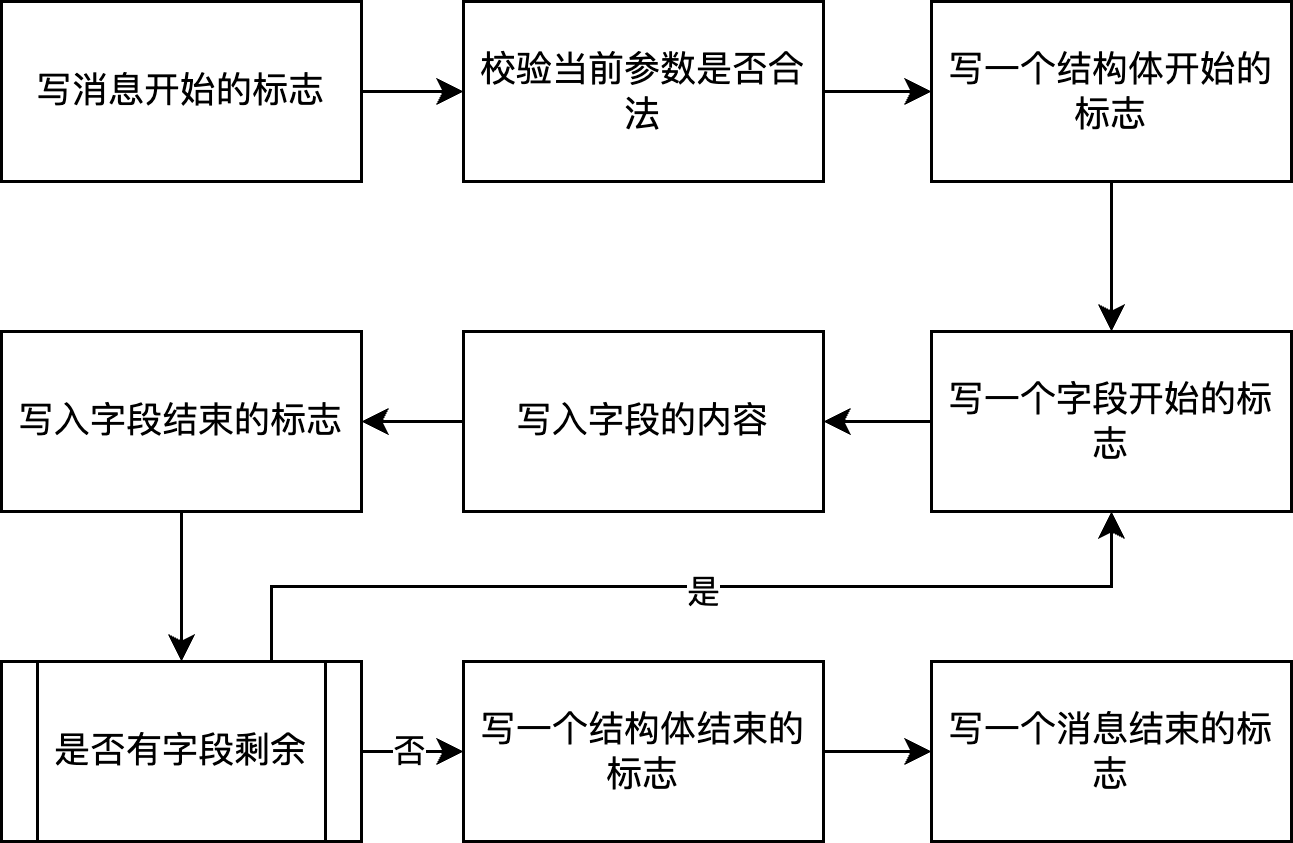 写消息开始的标志
校验当前参数是否合
法
写一个结构体开始的
标志
写入字段结束的标志
写入字段的内容
写一个字段开始的标
志
是
是否有字段剩余
否
写一个结构体结束的
标志
写一个消息结束的标
志